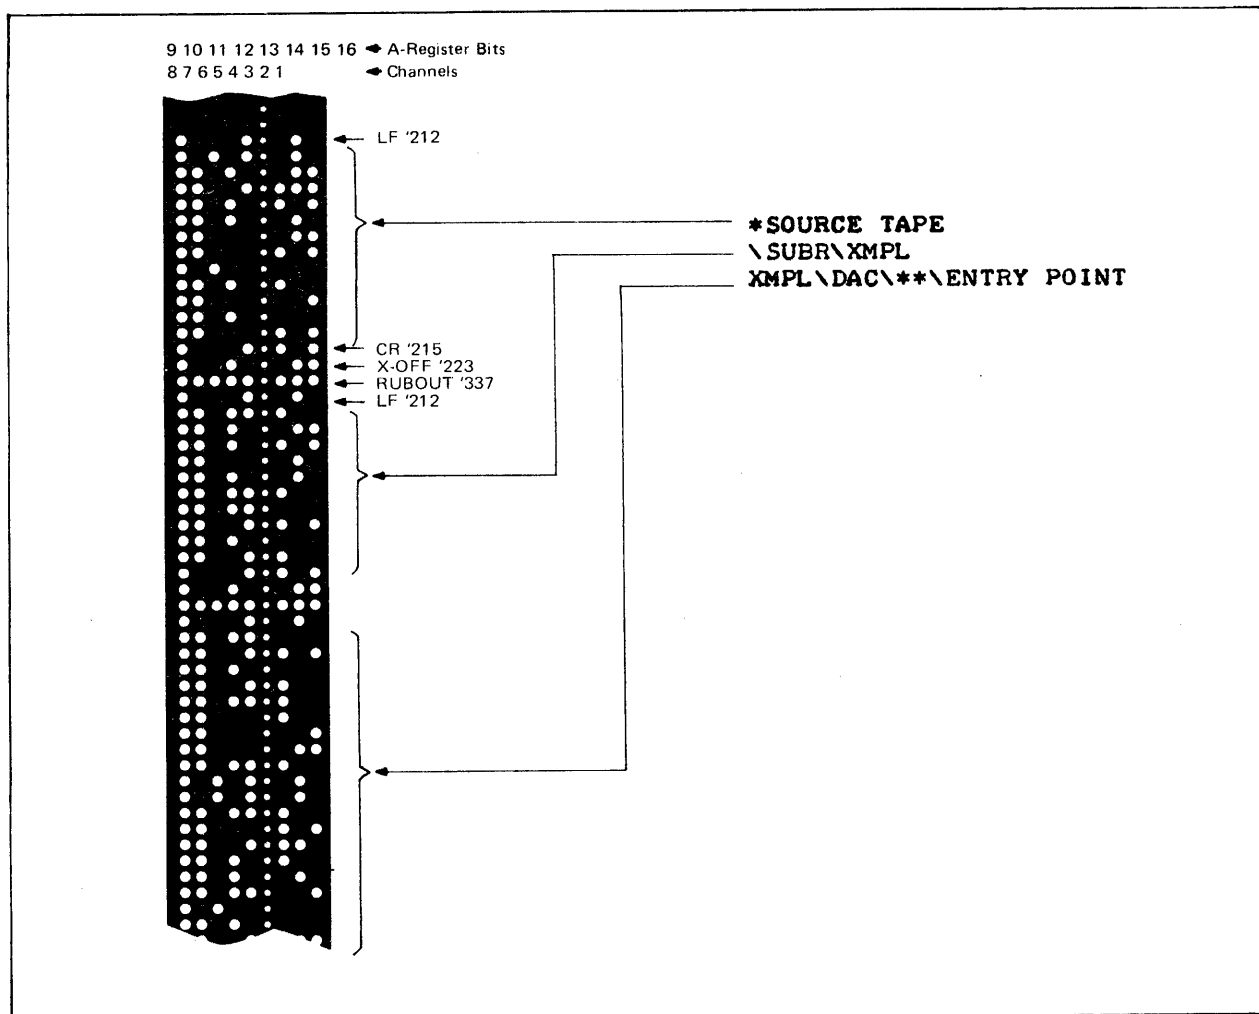 9 10 11 12 13 14 15 16 A-Register Bits
8 7 6 5 4 3 2 1 Channels
LF '212
*SOURCE TAPE
\SUBR\XMPL
XMPL\DAC\**\ENTRY POINT
CR '215
X-OFF '223
RUBOUT '337
LF '212